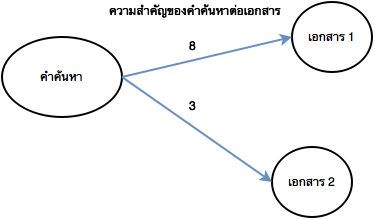 ความสำคัญของคำค้นหาต่อเอกสาร
เอกสาร 1
8
คำค้นหา
3
เอกสาร 2